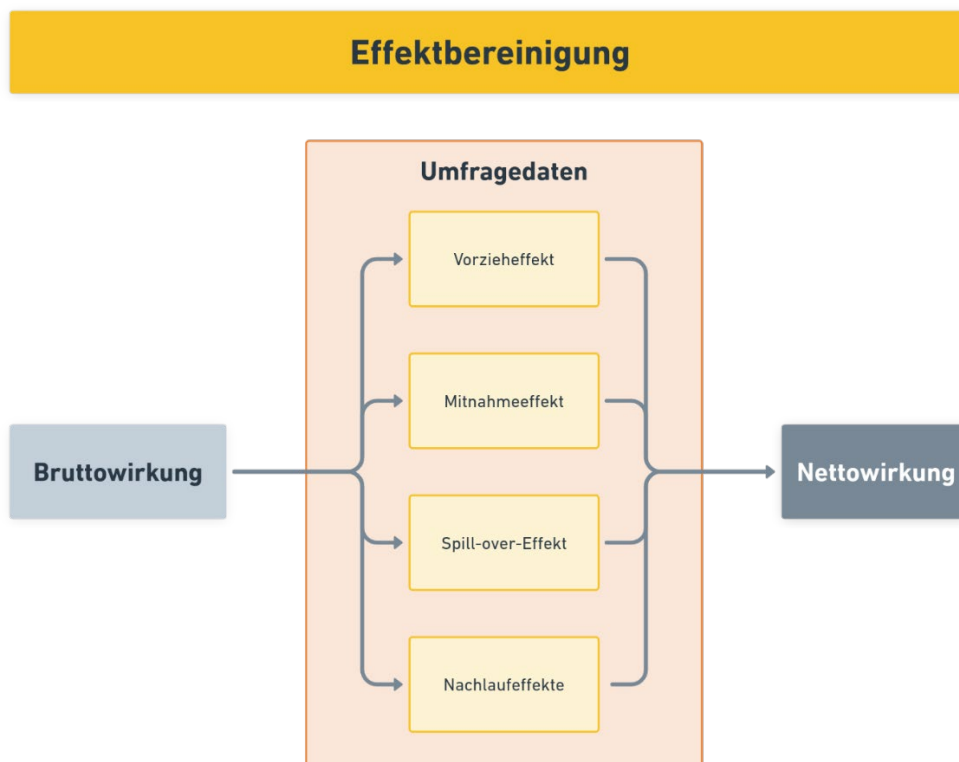 Effektbereinigung
Umfragedaten
Vorzieheffekt
Mitnahmeeffekt
Bruttowirkung
Nettowirkung
Spill-over-Effekt
Nachlaufeffekte